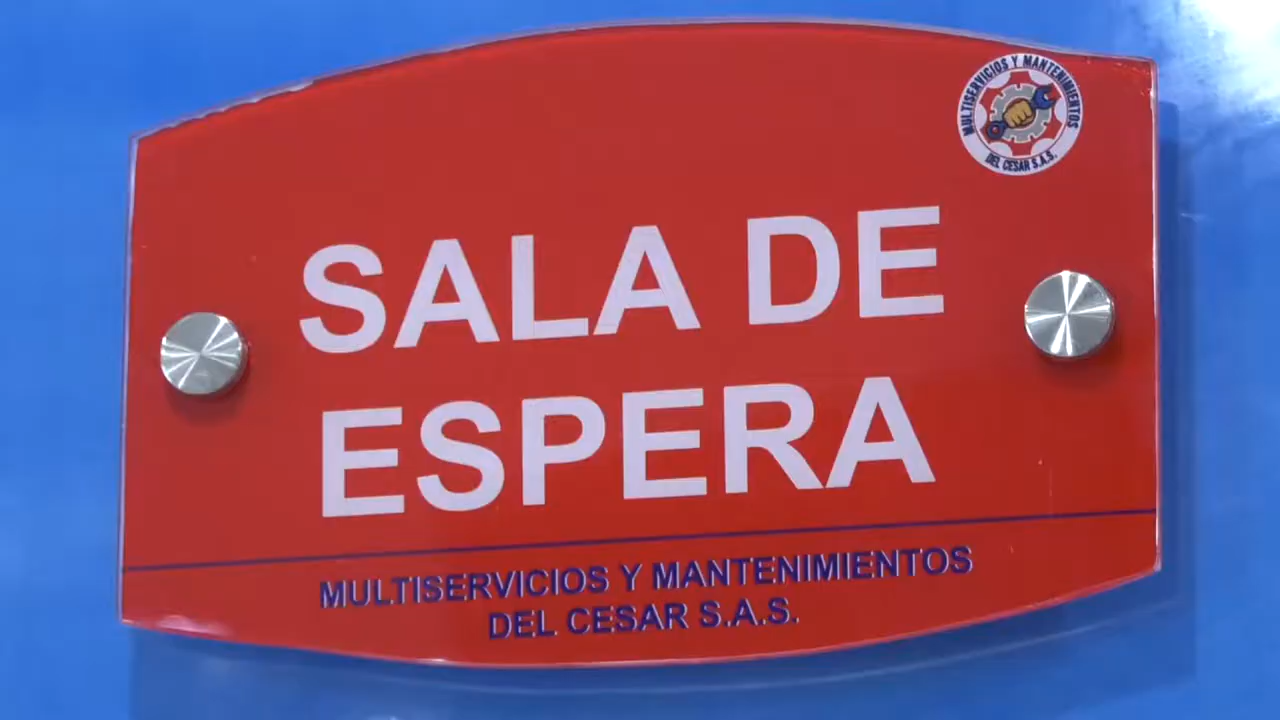 MULTISERVICIOS Y MANTENIMIENTOS
DEL CESAR S.A.S.
SALA DE
ESPERA
MULTISERVICIOS Y MANTENIMIENTOS
DEL CESAR S.A.S.